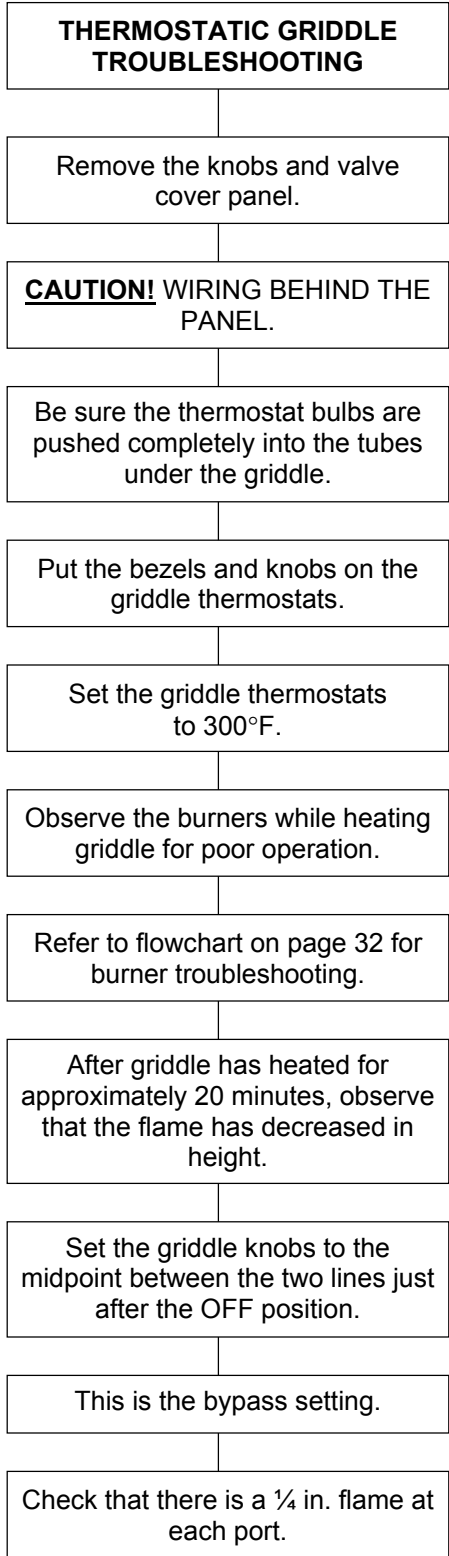 THERMOSTATIC GRIDDLE
TROUBLESHOOTING
Remove the knobs and valve
cover panel.
CAUTION! WIRING BEHIND THE
PANEL.
Be sure the thermostat bulbs are
pushed completely into the tubes
under the griddle.
Put the bezels and knobs on the
griddle thermostats.
Set the griddle thermostats
to 300°F.
Observe the burners while heating
griddle for poor operation.
Refer to flowchart on page 32 for
burner troubleshooting.
After griddle has heated for
approximately 20 minutes, observe
that the flame has decreased in
height.
Set the griddle knobs to the
midpoint between the two lines just
after the OFF position.
This is the bypass setting.
Check that there is a ¼ in. flame at
each port.